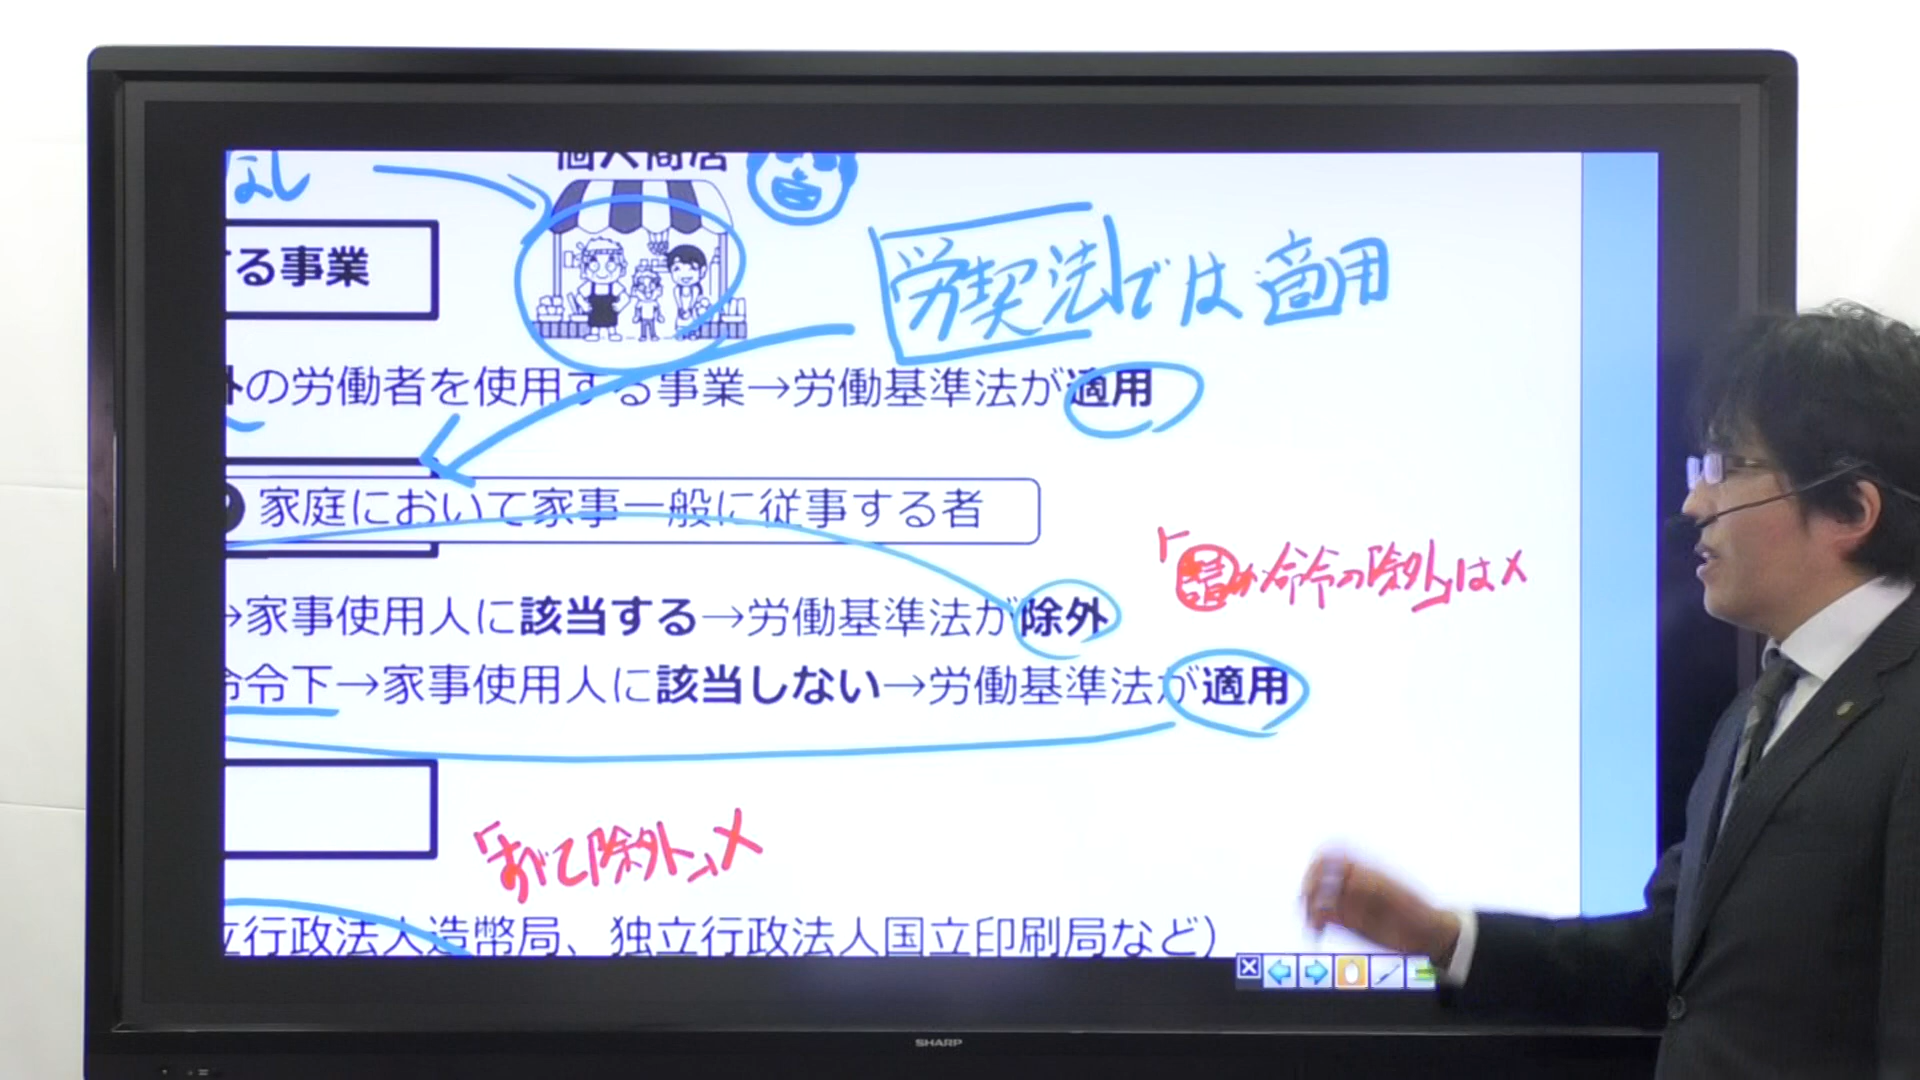 なし
個人商店
する事業
労契法では適用
外の労働者を使用する事業→労働基準法が適用
家庭において家事一般に従事する者
の除外」は×
→家事使用人に該当する→労働基準法が除外
命令下→家事使用人に該当しない→労働基準法が適用
「すべて除外」×
立行政法人造幣局、独立行政法人国立印刷局など）
SHARP